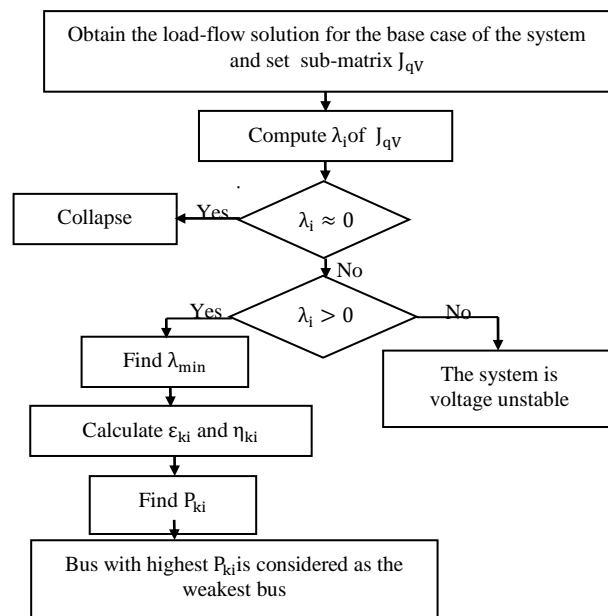 Obtain the load-flow solution for the base case of the system
and set sub-matrix J_qV
Compute λ_i of J_qV
Yes
Collapse
λ_i ≈ 0
No
Yes
λ_i > 0
No
Find λ_min
The system is
voltage unstable
Calculate ε_ki and η_ki
Find P_ki
Bus with highest P_ki is considered as the
weakest bus